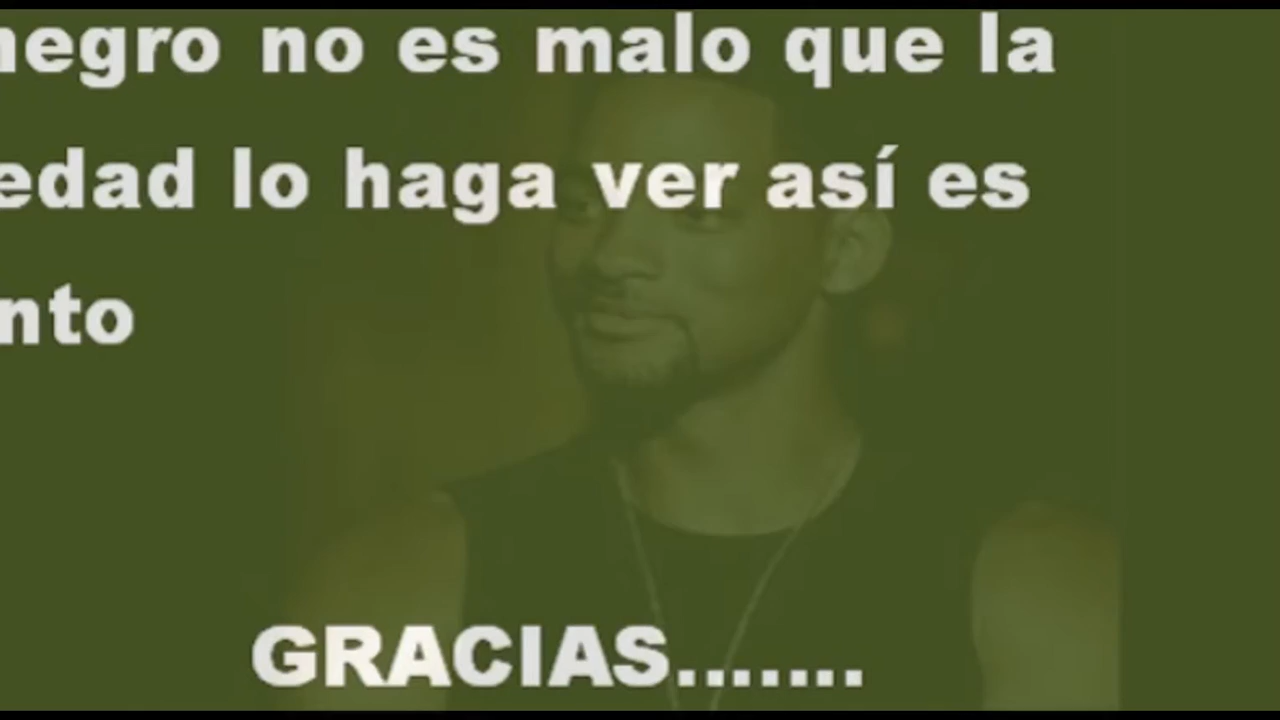 negro no es malo que la
edad lo haga ver así es
nto
GRACIAS.......